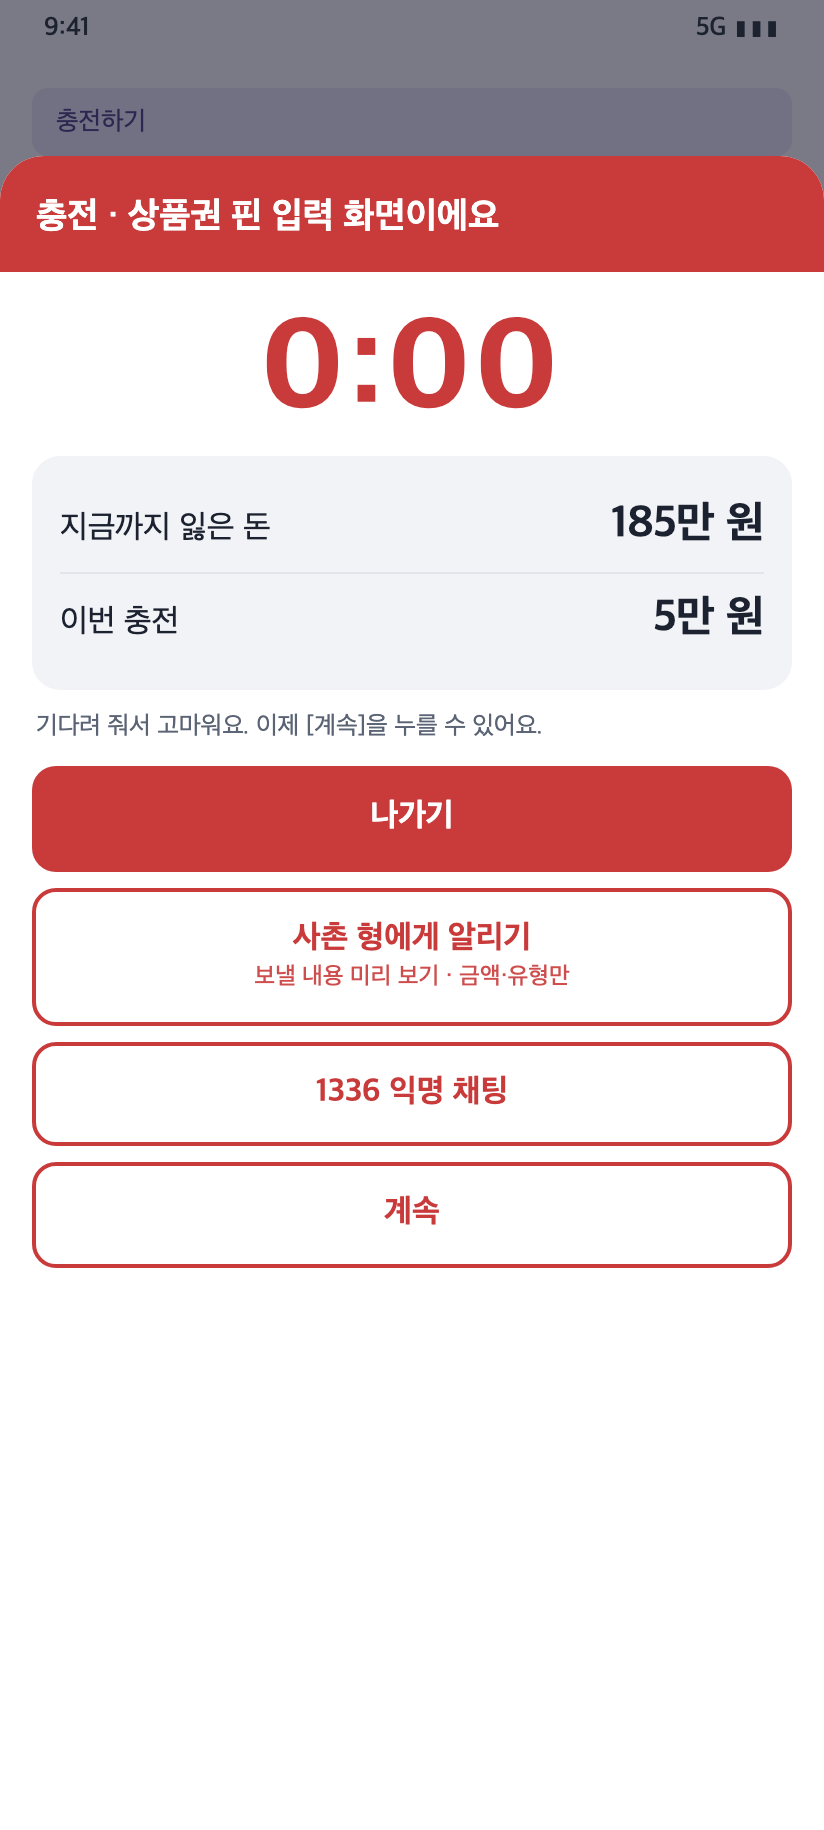 9:41
5G
충전하기
충전 · 상품권 핀 입력 화면이에요
0:00
지금까지 잃은 돈
185만 원
이번 충전
5만 원
기다려 줘서 고마워요. 이제 [계속]을 누를 수 있어요.
나가기
사촌 형에게 알리기
보낼 내용 미리 보기 · 금액·유형만
1336 익명 채팅
계속